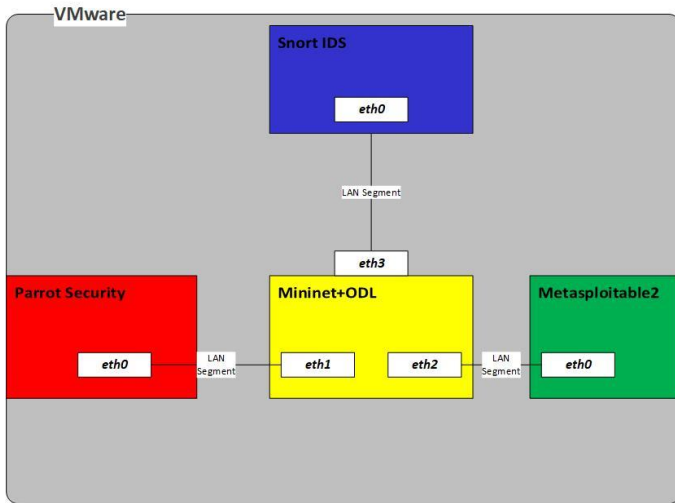 VMware
Snort IDS
eth0
LAN Segment
eth3
Parrot Security
Mininet+ODL
Metasploitable2
eth0
LAN
Segment
eth1
eth2
LAN
Segment
eth0